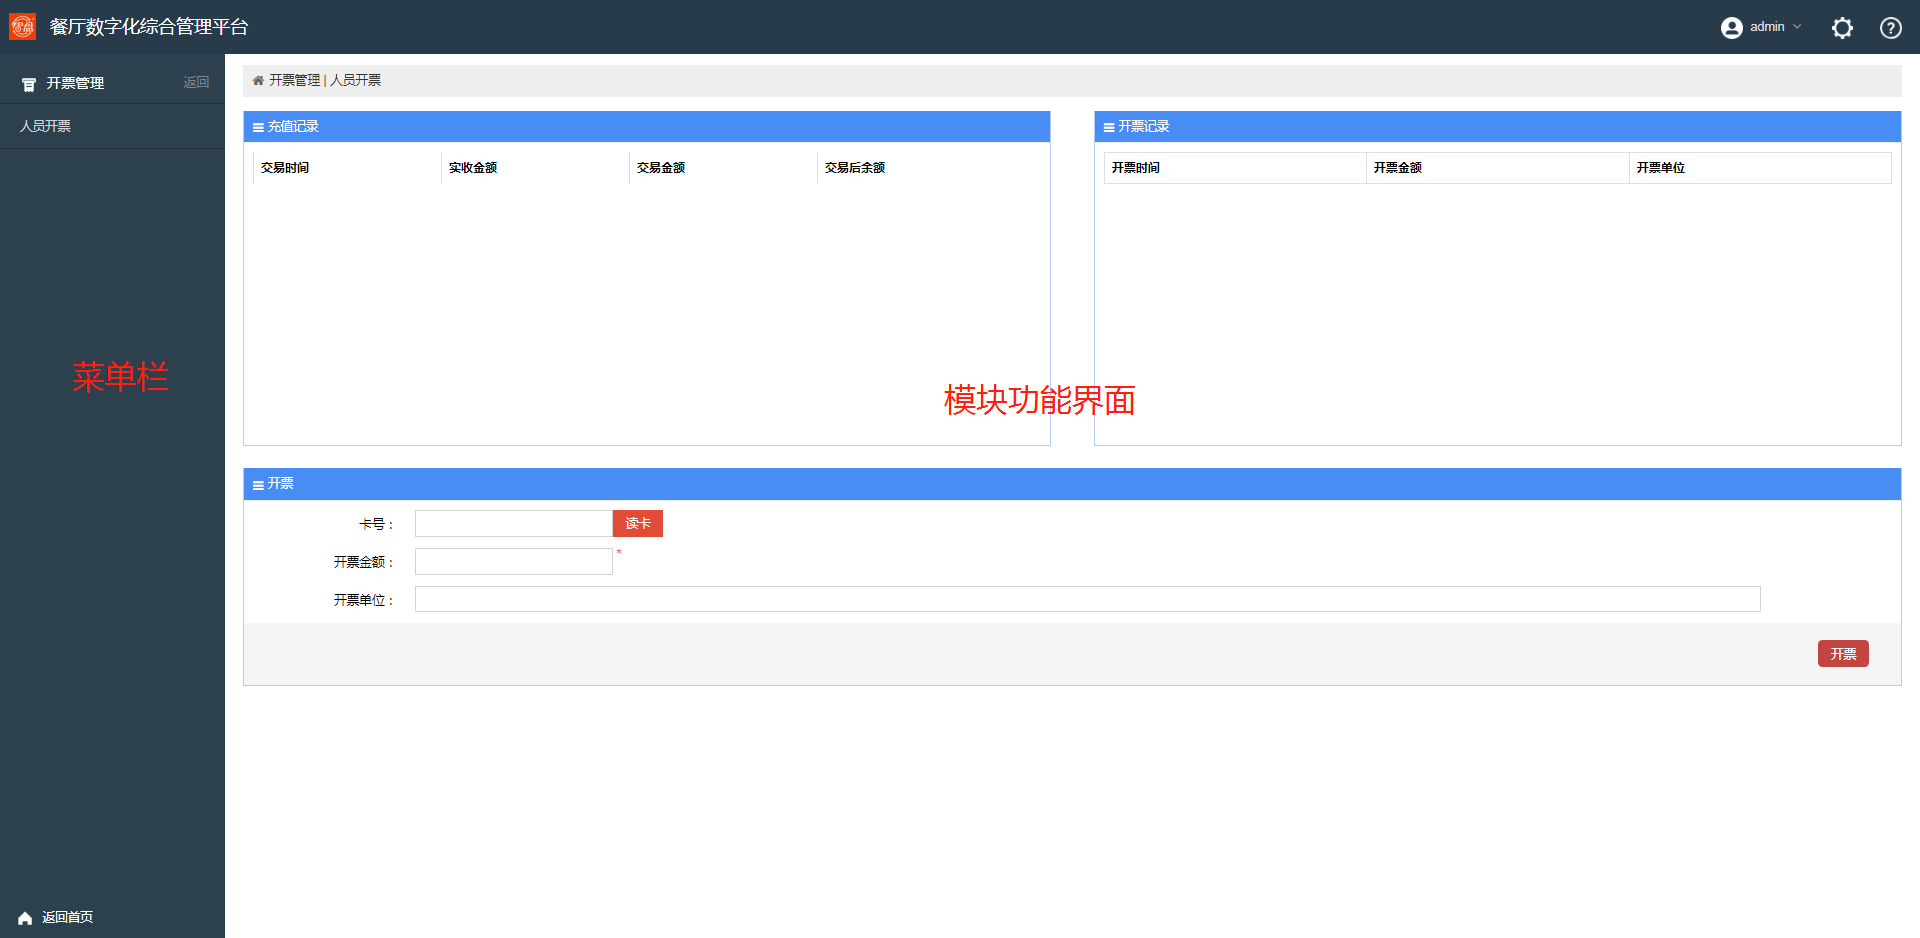 餐厅数字化综合管理平台
admin
开票管理 返回
人员开票
菜单栏
返回首页
开票管理 | 人员开票
充值记录
交易时间 实收金额 交易金额 交易后余额
开票记录
开票时间 开票金额 开票单位
模块功能界面
开票
卡号： 读卡
开票金额： *
开票单位：
开票